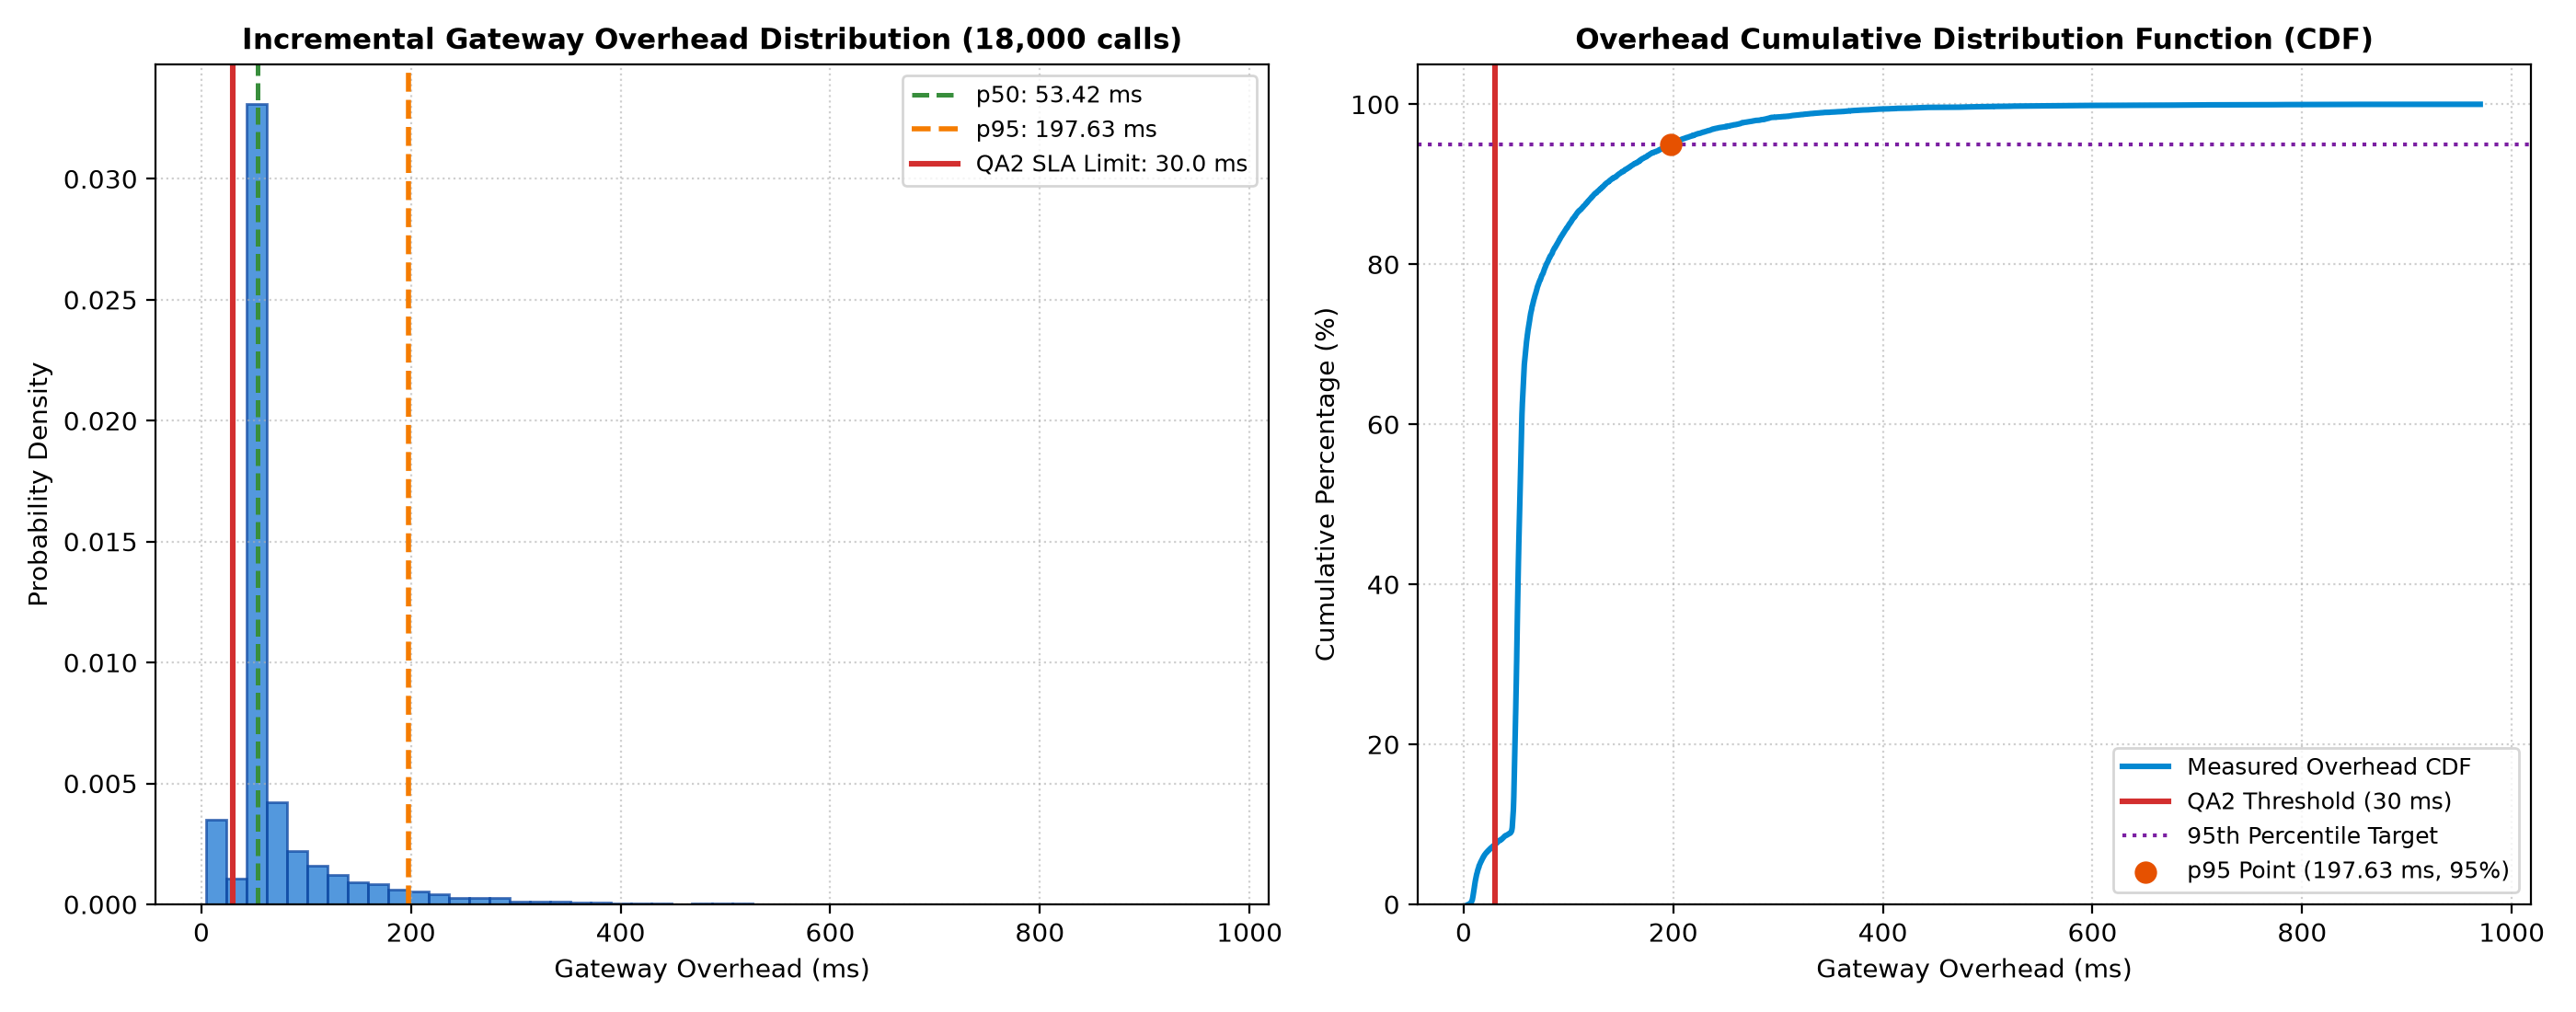 Incremental Gateway Overhead Distribution (18,000 calls)
p50: 53.42 ms
p95: 197.63 ms
QA2 SLA Limit: 30.0 ms
Probability Density
0.030
0.025
0.020
0.015
0.010
0.005
0.000
0
200
400
600
800
1000
Gateway Overhead (ms)
Overhead Cumulative Distribution Function (CDF)
Cumulative Percentage (%)
100
80
60
40
20
0
Measured Overhead CDF
QA2 Threshold (30 ms)
95th Percentile Target
p95 Point (197.63 ms, 95%)
0
200
400
600
800
1000
Gateway Overhead (ms)